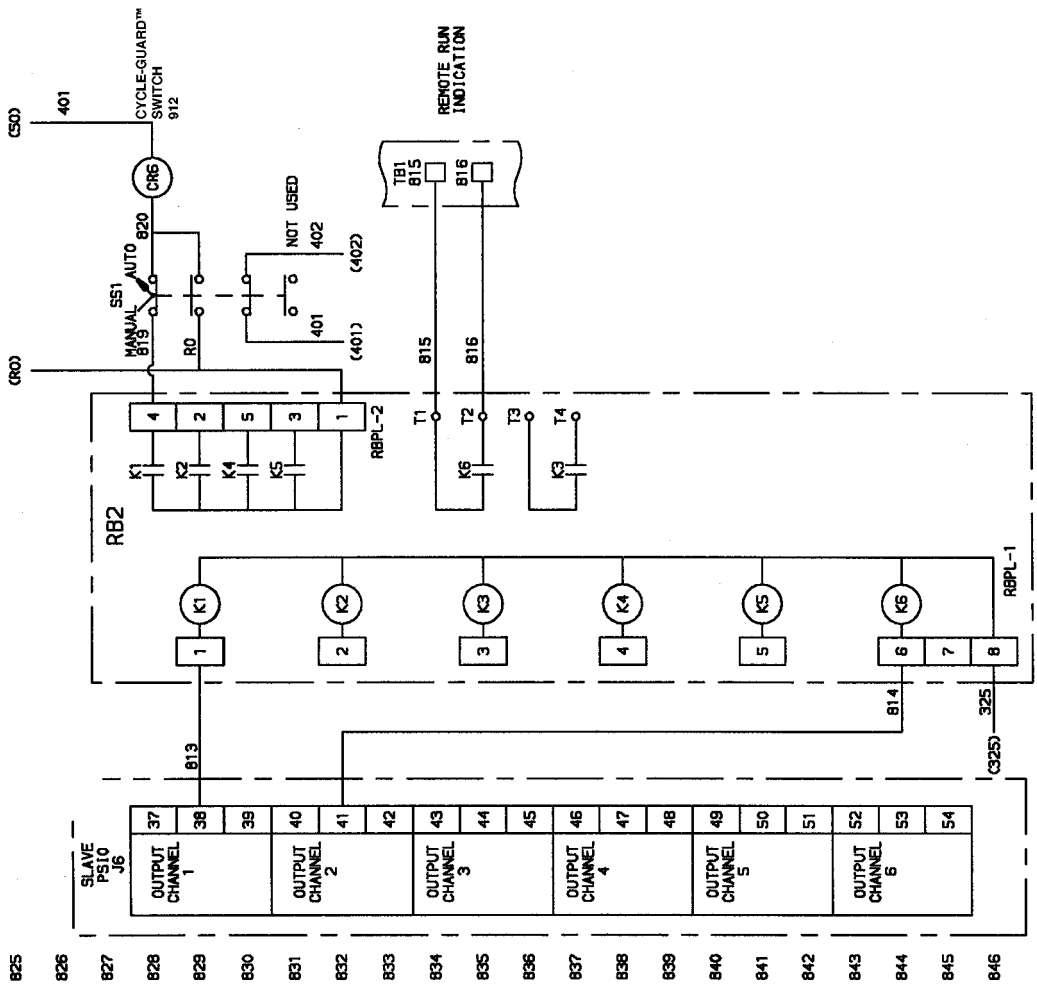 (SO)
401
CYCLE-GUARD™
SWITCH
912
CR6
820
AUTO
SS1
MANUAL
819
R0
NOT USED
402
(402)
401
(401)
(RO)
REMOTE RUN
INDICATION
TB1
815
816
815
816
RB2
4
2
5
3
1
RBPL-2
K1
K2
K4
K5
T1
T2
T3
T4
K6
K3
K1
K2
K3
K4
K5
K6
1
2
3
4
5
6
7
8
RBPL-1
813
814
325
(325)
SLAVE
PSIO
J6
OUTPUT
CHANNEL
1
37
38
39
OUTPUT
CHANNEL
2
40
41
42
OUTPUT
CHANNEL
3
43
44
45
OUTPUT
CHANNEL
4
46
47
48
OUTPUT
CHANNEL
5
49
50
51
OUTPUT
CHANNEL
6
52
53
54
825
826
827
828
829
830
831
832
833
834
835
836
837
838
839
840
841
842
843
844
845
846